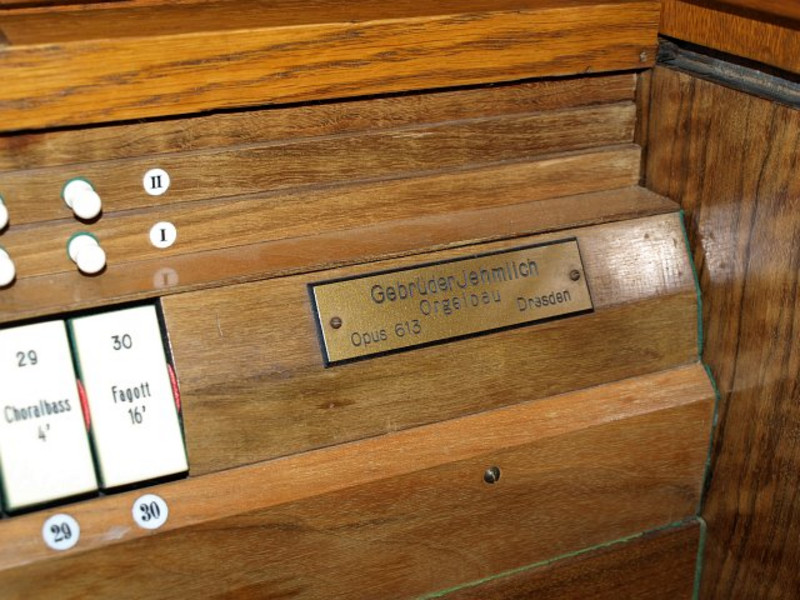 II
I
Gebrüder Jehmlich
Orgelbau
Opus 613 Dresden
29
Choralbass
4'
30
Fagott
16'
29
30